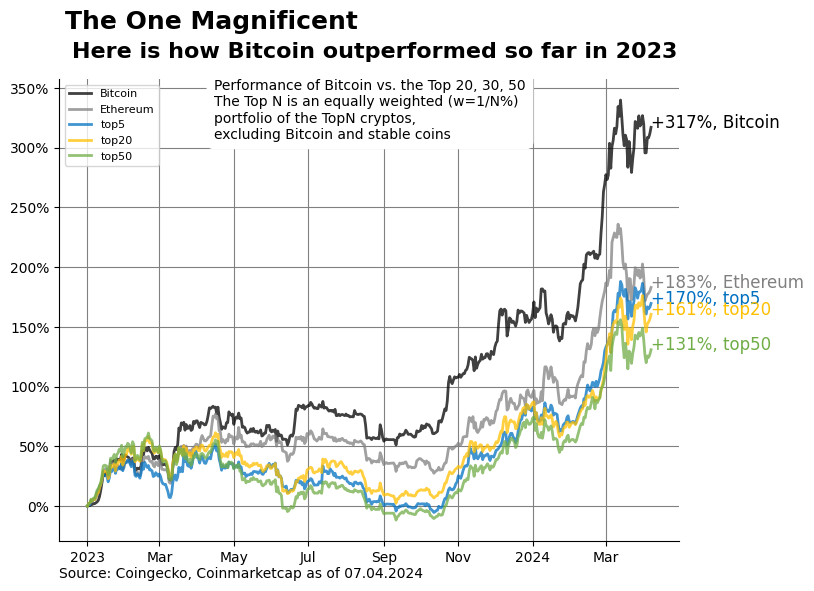 The One Magnificent
Here is how Bitcoin outperformed so far in 2023
350%
300%
250%
200%
150%
100%
50%
0%
Bitcoin
Ethereum
top5
top20
top50
Performance of Bitcoin vs. the Top 20, 30, 50
The Top N is an equally weighted (w=1/N%)
portfolio of the TopN cryptos,
excluding Bitcoin and stable coins
+317%, Bitcoin
+183%, Ethereum
+170%, top5
+161%, top20
+131%, top50
2023 Mar May Jul Sep Nov 2024 Mar
Source: Coingecko, Coinmarketcap as of 07.04.2024